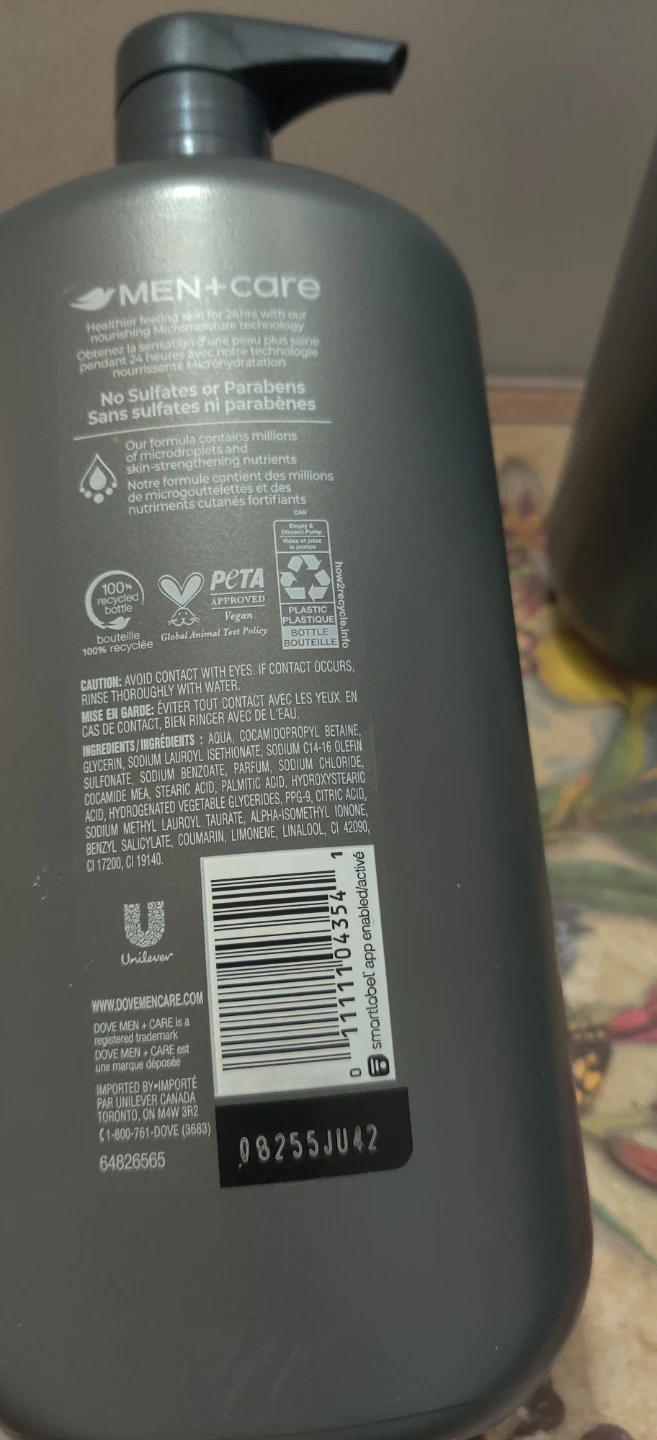 MEN+care
Healthier feeling skin for 24hrs with our
nourishing Micromoisture technology
Obtenez la sensation d'une peau plus saine
pendant 24 heures avec notre technologie
nourrissante Microhydratation
No Sulfates or Parabens
Sans sulfates ni parabènes
Our formula contains millions
of microdroplets and
skin-strengthening nutrients
Notre formule contient des millions
de microgouttelettes et des
nutriments cutanés fortifiants
100%
recycled
bottle
bouteille
100% recyclée
PETA
APPROVED
Vegan
Global Animal Test Policy
CAN
Empty &
Discard Pump
Videz et jetez
la pompe
PLASTIC
PLASTIQUE
BOTTLE
BOUTEILLE
how2recycle.info
CAUTION: AVOID CONTACT WITH EYES. IF CONTACT OCCURS,
RINSE THOROUGHLY WITH WATER.
MISE EN GARDE: ÉVITER TOUT CONTACT AVEC LES YEUX. EN
CAS DE CONTACT, BIEN RINCER AVEC DE L'EAU.
INGREDIENTS/INGRÉDIENTS : AQUA, COCAMIDOPROPYL BETAINE,
GLYCERIN, SODIUM LAUROYL ISETHIONATE, SODIUM C14-16 OLEFIN
SULFONATE, SODIUM BENZOATE, PARFUM, SODIUM CHLORIDE,
COCAMIDE MEA, STEARIC ACID, PALMITIC ACID, HYDROXYSTEARIC
ACID, HYDROGENATED VEGETABLE GLYCERIDES, PPG-9, CITRIC ACID,
SODIUM METHYL LAUROYL TAURATE, ALPHA-ISOMETHYL IONONE,
BENZYL SALICYLATE, COUMARIN, LIMONENE, LINALOOL, CI 42090,
CI 17200, CI 19140.
Unilever
WWW.DOVEMENCARE.COM
DOVE MEN + CARE is a
registered trademark
DOVE MEN + CARE est
une marque déposée
IMPORTED BY•IMPORTÉ
PAR UNILEVER CANADA
TORONTO, ON M4W 3R2
1-800-761-DOVE (3683)
64826565
0 11111 04354 1
smartlabel app enabled/activé
08255JU42